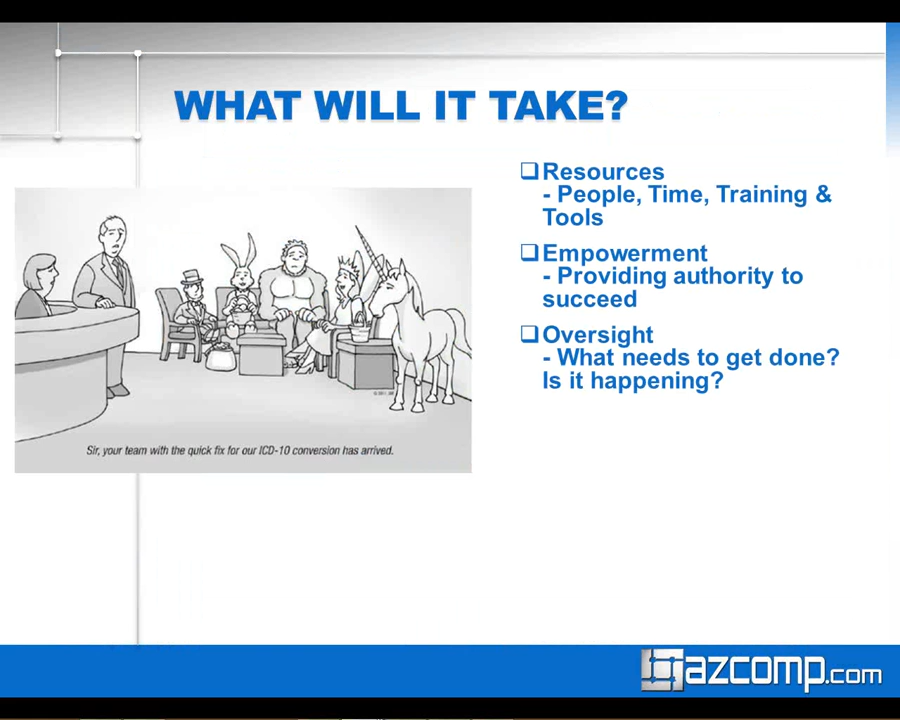 WHAT WILL IT TAKE?
❑Resources
- People, Time, Training &
Tools
❑Empowerment
- Providing authority to
succeed
❑Oversight
- What needs to get done?
Is it happening?
Sir, your team with the quick fix for our ICD-10 conversion has arrived.
azcomp.com